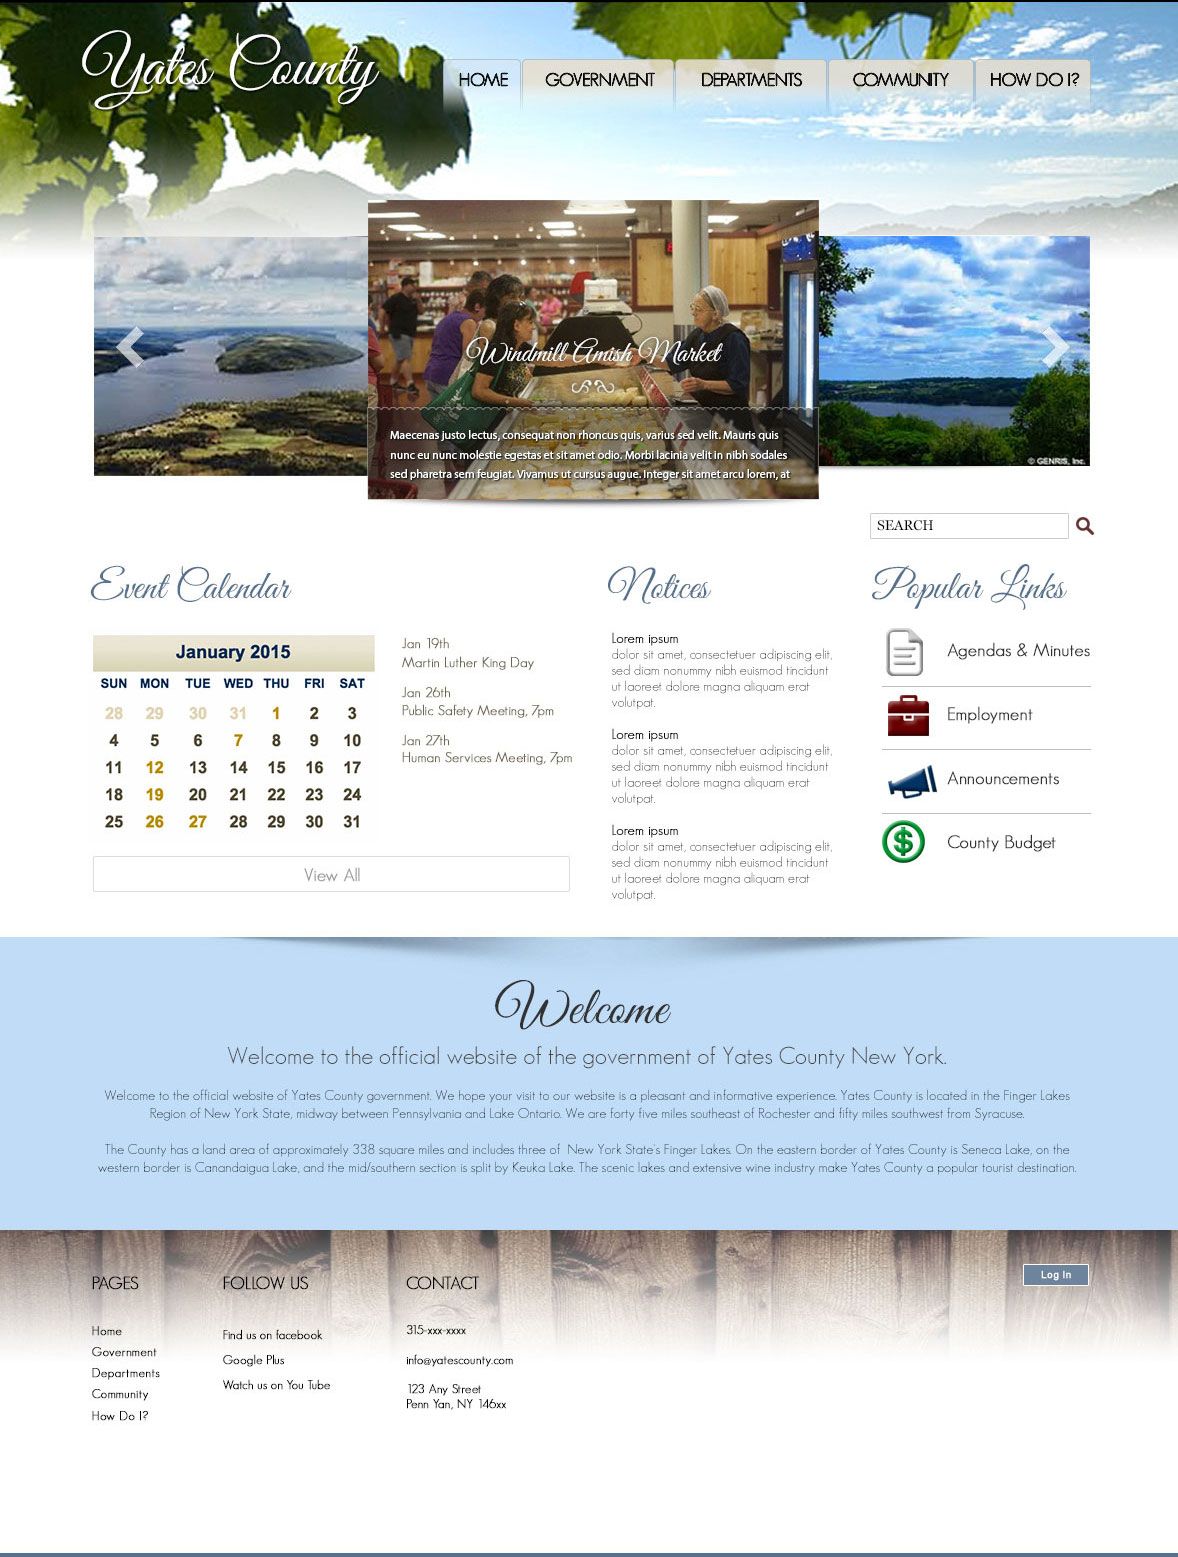 Yates County
HOME GOVERNMENT DEPARTMENTS COMMUNITY HOW DO I?
Windmill Amish Market
Maecenas justo lectus, consequat non rhoncus quis, varius sed velit. Mauris quis
nunc eu nunc molestie egestas et sit amet odio. Morbi lacinia velit in nibh sodales
sed pharetra sem feugiat. Vivamus ut cursus augue. Integer sit amet arcu lorem, at
© GENRIS, Inc.
SEARCH
Event Calendar
January 2015
SUN MON TUE WED THU FRI SAT
28 29 30 31 1 2 3
4 5 6 7 8 9 10
11 12 13 14 15 16 17
18 19 20 21 22 23 24
25 26 27 28 29 30 31
Jan 19th
Martin Luther King Day
Jan 26th
Public Safety Meeting, 7pm
Jan 27th
Human Services Meeting, 7pm
View All
Notices
Lorem ipsum
dolor sit amet, consectetuer adipiscing elit,
sed diam nonummy nibh euismod tincidunt
ut laoreet dolore magna aliquam erat
volutpat.
Lorem ipsum
dolor sit amet, consectetuer adipiscing elit,
sed diam nonummy nibh euismod tincidunt
ut laoreet dolore magna aliquam erat
volutpat.
Lorem ipsum
dolor sit amet, consectetuer adipiscing elit,
sed diam nonummy nibh euismod tincidunt
ut laoreet dolore magna aliquam erat
volutpat.
Popular Links
Agendas & Minutes
Employment
Announcements
$
County Budget
Welcome
Welcome to the official website of the government of Yates County New York.
Welcome to the official website of Yates County government. We hope your visit to our website is a pleasant and informative experience. Yates County is located in the Finger Lakes
Region of New York State, midway between Pennsylvania and Lake Ontario. We are forty five miles southeast of Rochester and fifty miles southwest from Syracuse.
The County has a land area of approximately 338 square miles and includes three of New York State's Finger Lakes. On the eastern border of Yates County is Seneca Lake, on the
western border is Canandaigua Lake, and the mid/southern section is split by Keuka Lake. The scenic lakes and extensive wine industry make Yates County a popular tourist destination.
PAGES
Home
Government
Departments
Community
How Do I?
FOLLOW US
Find us on facebook
Google Plus
Watch us on You Tube
CONTACT
315-xxx-xxxx
info@yatescounty.com
123 Any Street
Penn Yan, NY 146xx
Log In